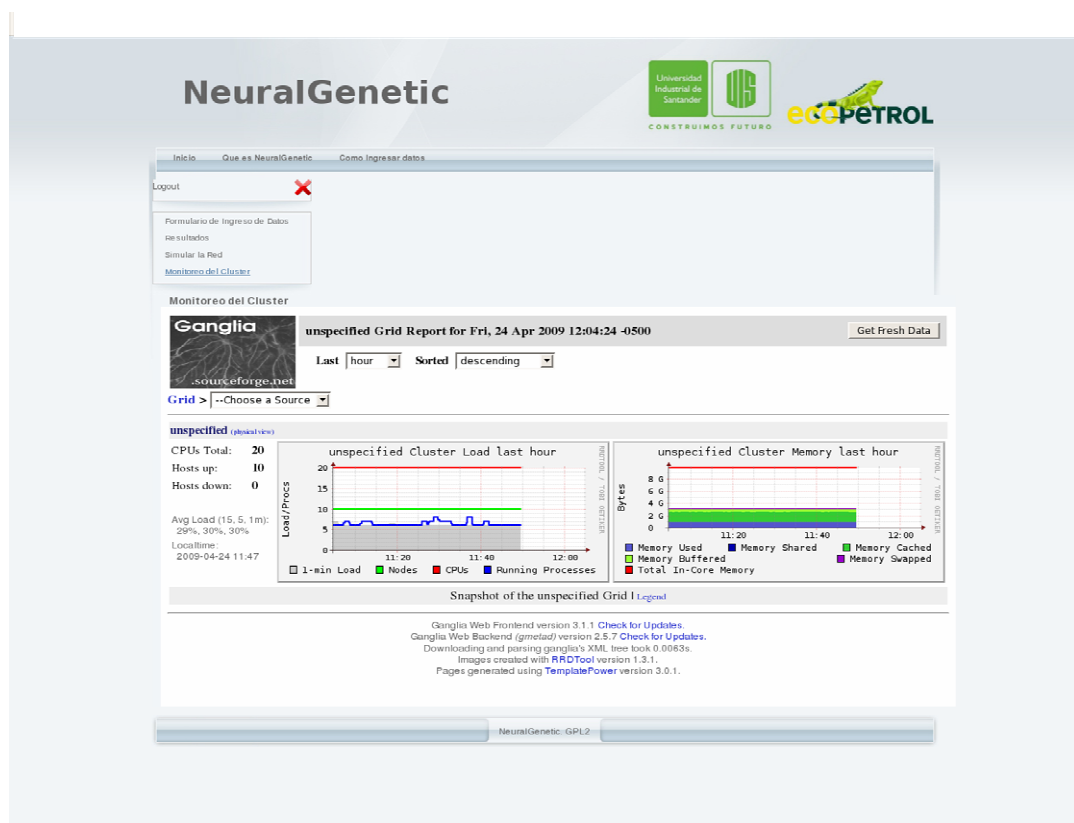 NeuralGenetic
Universidad
Industrial de
Santander
UIS
CONSTRUIMOS FUTURO
ecopetrol
Inicio Que es NeuralGenetic Como Ingresar datos
Logout
Formulario de Ingreso de Datos
Resultados
Simular la Red
Monitoreo del Cluster
Monitoreo del Cluster
Ganglia
.sourceforge.net
unspecified Grid Report for Fri, 24 Apr 2009 12:04:24 -0500
Get Fresh Data
Last hour Sorted descending
Grid > --Choose a Source
unspecified (physical view)
CPUs Total: 20
Hosts up: 10
Hosts down: 0
Avg Load (15, 5, 1m):
29%, 30%, 30%
Localtime:
2009-04-24 11:47
unspecified Cluster Load last hour
Load/Procs
20
15
10
5
0
11:20 11:40 12:00
1-min Load Nodes CPUs Running Processes
RRDTOOL / TOBI OETIKER
unspecified Cluster Memory last hour
Bytes
8 G
6 G
4 G
2 G
0
11:20 11:40 12:00
Memory Used Memory Shared Memory Cached
Memory Buffered Memory Swapped
Total In-Core Memory
RRDTOOL / TOBI OETIKER
Snapshot of the unspecified Grid | Legend
Ganglia Web Frontend version 3.1.1 Check for Updates.
Ganglia Web Backend (gmetad) version 2.5.7 Check for Updates.
Downloading and parsing ganglia's XML tree took 0.0063s.
Images created with RRDTool version 1.3.1.
Pages generated using TemplatePower version 3.0.1.
NeuralGenetic. GPL2